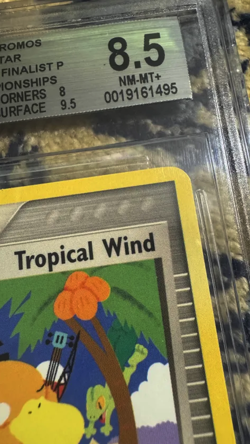 ROMOS
TAR
FINALIST P
PIONSHIPS
ORNERS 8
URFACE 9.5
8.5
NM-MT+
0019161495
Tropical Wind